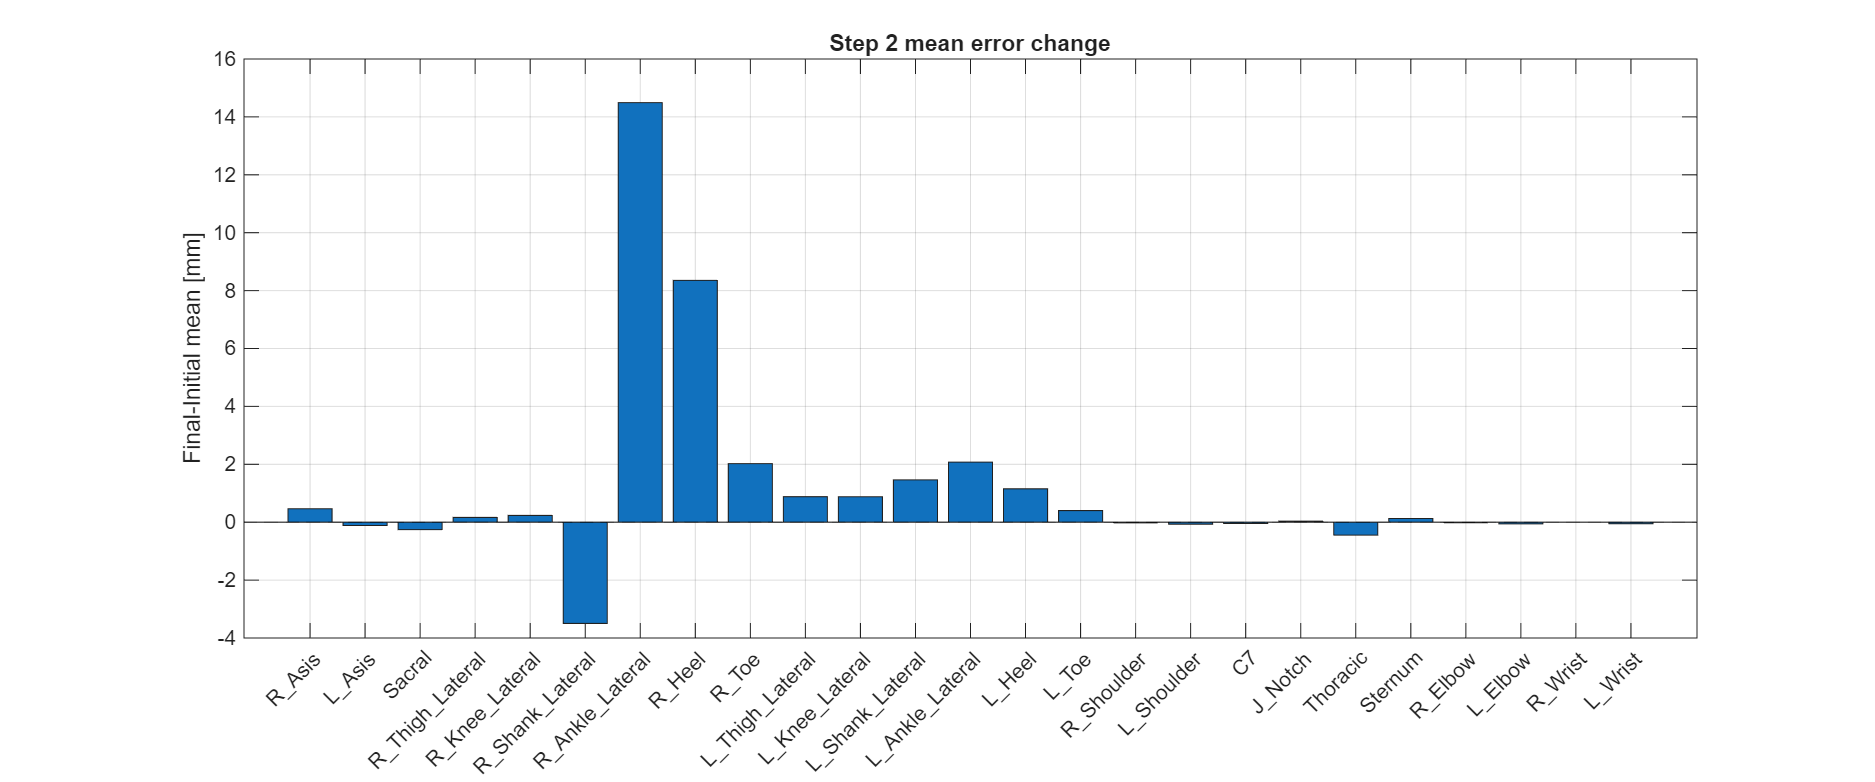 Step 2 mean error change
Final-Initial mean [mm]
16
14
12
10
8
6
4
2
0
-2
-4
R_Asis
L_Asis
Sacral
R_Thigh_Lateral
R_Knee_Lateral
R_Shank_Lateral
R_Ankle_Lateral
R_Heel
R_Toe
L_Thigh_Lateral
L_Knee_Lateral
L_Shank_Lateral
L_Ankle_Lateral
L_Heel
L_Toe
R_Shoulder
L_Shoulder
C7
J_Notch
Thoracic
Sternum
R_Elbow
L_Elbow
R_Wrist
L_Wrist